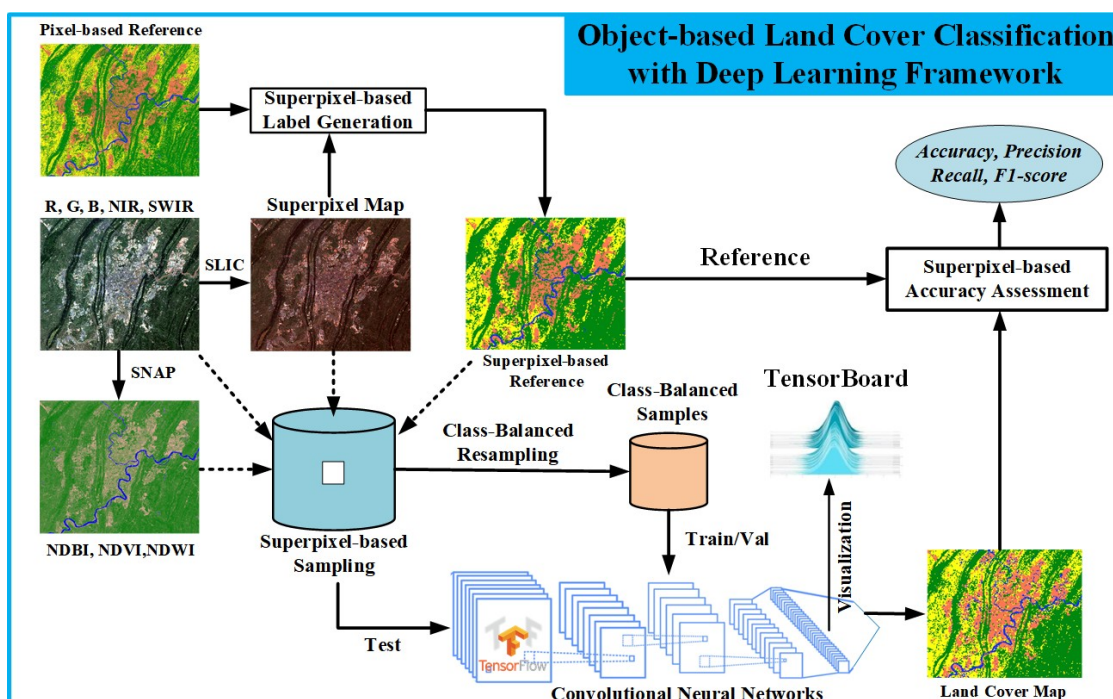 Object-based Land Cover Classification
with Deep Learning Framework
Pixel-based Reference
Superpixel-based
Label Generation
Accuracy, Precision
Recall, F1-score
R, G, B, NIR, SWIR
Superpixel Map
SLIC
Reference
Superpixel-based
Accuracy Assessment
SNAP
Superpixel-based
Reference
TensorBoard
Class-Balanced
Samples
Class-Balanced
Resampling
NDBI, NDVI,NDWI
Superpixel-based
Sampling
Train/Val
Visualization
Test
TensorFlow
Convolutional Neural Networks
Land Cover Map